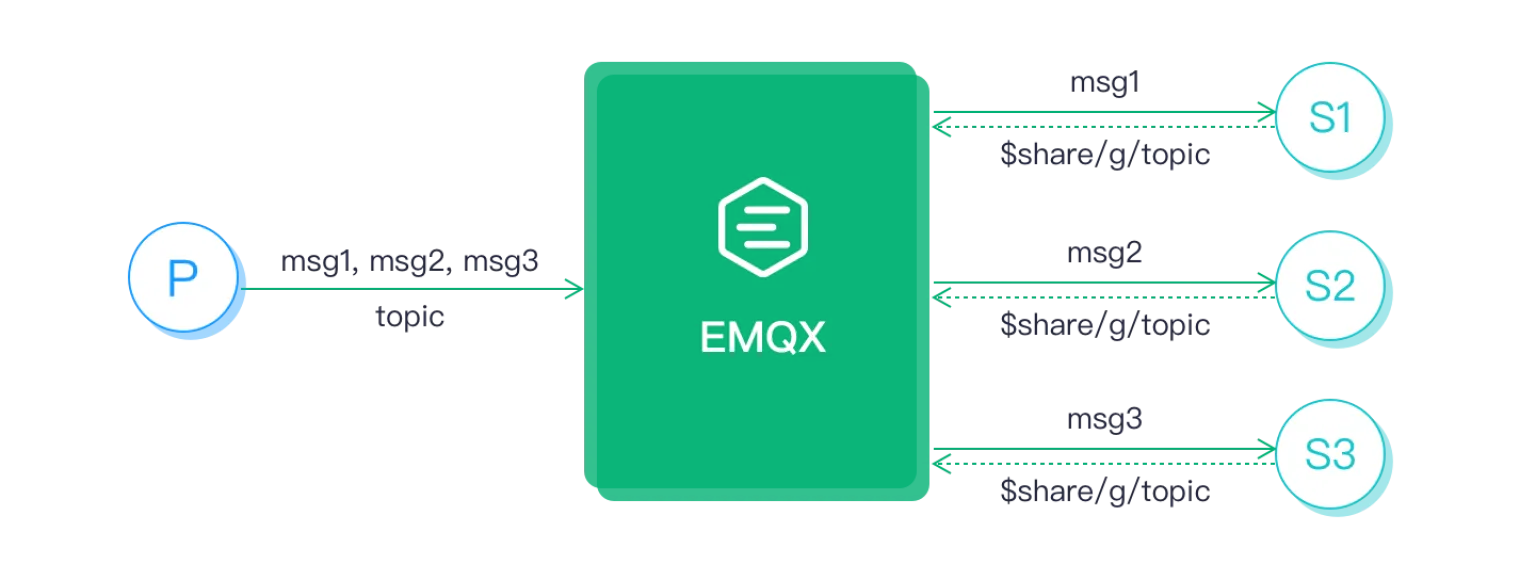 P
msg1, msg2, msg3
topic
EMQX
msg1
$share/g/topic
S1
msg2
$share/g/topic
S2
msg3
$share/g/topic
S3